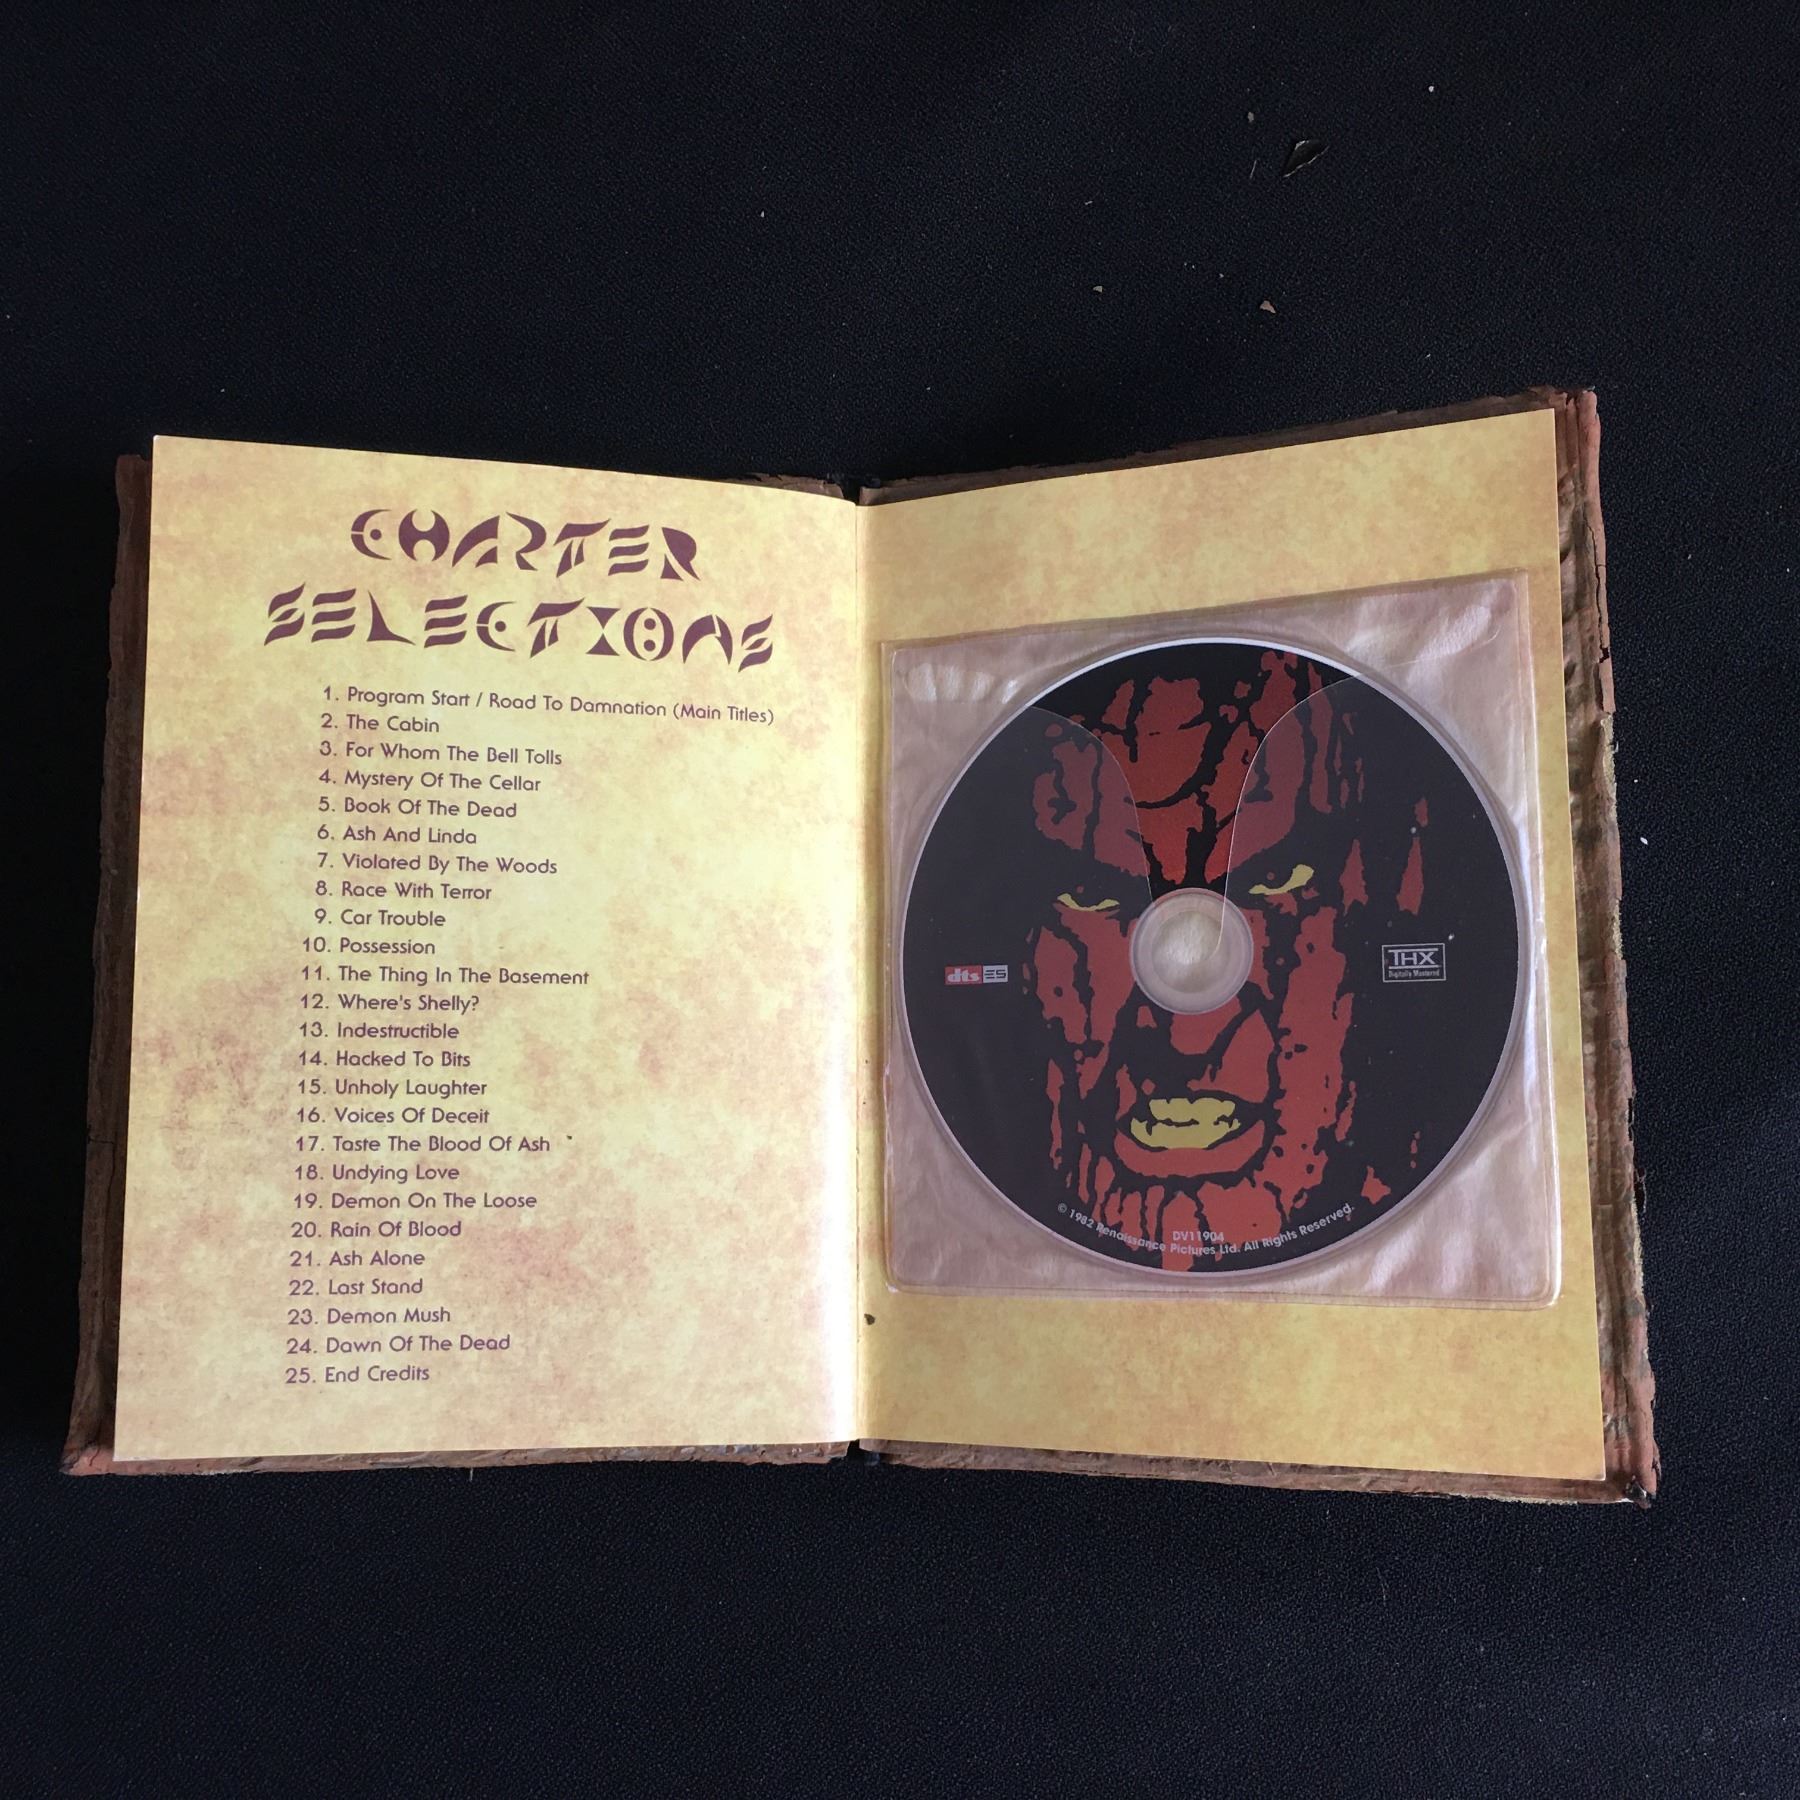 CHAPTER
SELECTIONS
1. Program Start / Road To Damnation (Main Titles)
2. The Cabin
3. For Whom The Bell Tolls
4. Mystery Of The Cellar
5. Book Of The Dead
6. Ash And Linda
7. Violated By The Woods
8. Race With Terror
9. Car Trouble
10. Possession
11. The Thing In The Basement
12. Where's Shelly?
13. Indestructible
14. Hacked To Bits
15. Unholy Laughter
16. Voices Of Deceit
17. Taste The Blood Of Ash
18. Undying Love
19. Demon On The Loose
20. Rain Of Blood
21. Ash Alone
22. Last Stand
23. Demon Mush
24. Dawn Of The Dead
25. End Credits
dts ES
THX
Digitally Mastered
DV11904
© 1982 Renaissance Pictures Ltd. All Rights Reserved.